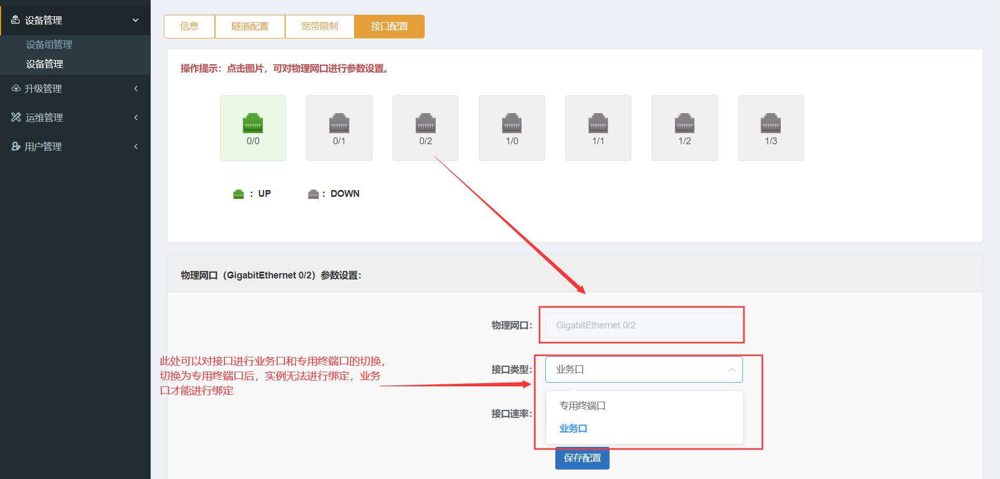 设备管理
设备组管理
设备管理
升级管理
运维管理
用户管理
信息
隧道配置
宽带限制
接口配置
操作提示：点击图片，可对物理网口进行参数设置。
0/0
0/1
0/2
1/0
1/1
1/2
1/3
：UP
：DOWN
物理网口（GigabitEthernet 0/2）参数设置：
物理网口：
GigabitEthernet 0/2
此处可以对接口进行业务口和专用终端口的切换，
切换为专用终端口后，实例无法进行绑定，业务
口才能进行绑定
接口类型：
业务口
专用终端口
业务口
接口速率：
保存配置